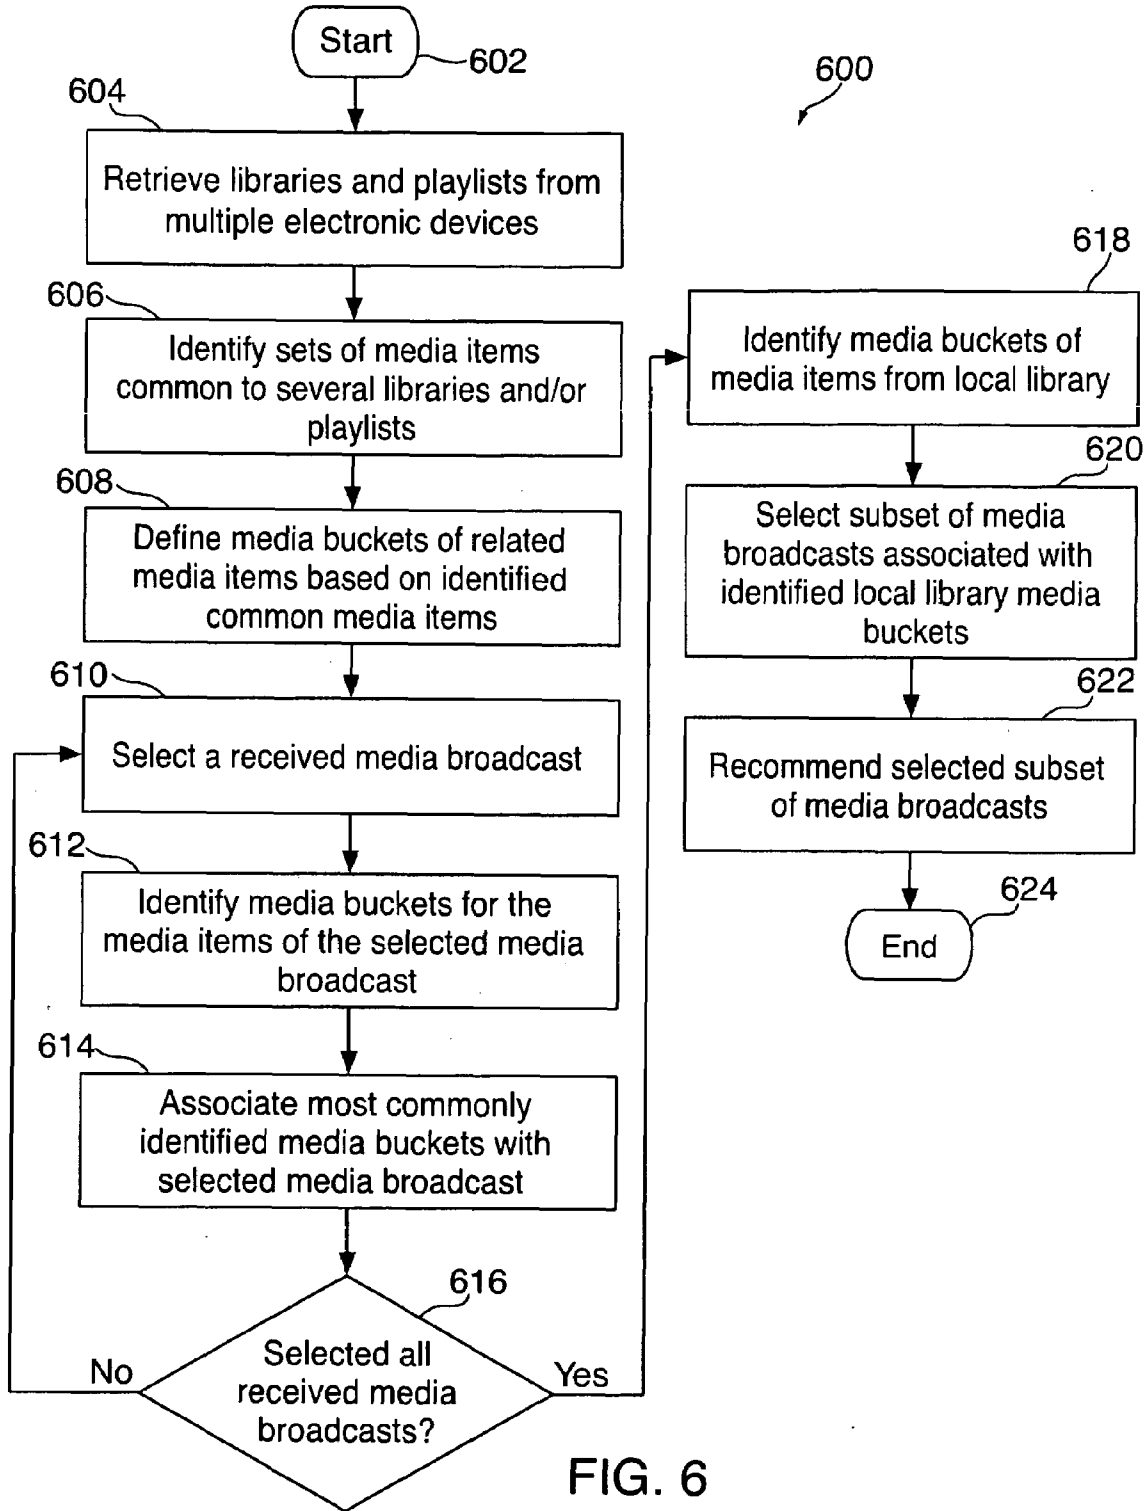 Start
602
600
604
Retrieve libraries and playlists from
multiple electronic devices
606
Identify sets of media items
common to several libraries and/or
playlists
608
Define media buckets of related
media items based on identified
common media items
610
Select a received media broadcast
612
Identify media buckets for the
media items of the selected media
broadcast
614
Associate most commonly
identified media buckets with
selected media broadcast
616
Selected all
received media
broadcasts?
No
Yes
618
Identify media buckets of
media items from local library
620
Select subset of media
broadcasts associated with
identified local library media
buckets
622
Recommend selected subset
of media broadcasts
624
End
FIG. 6